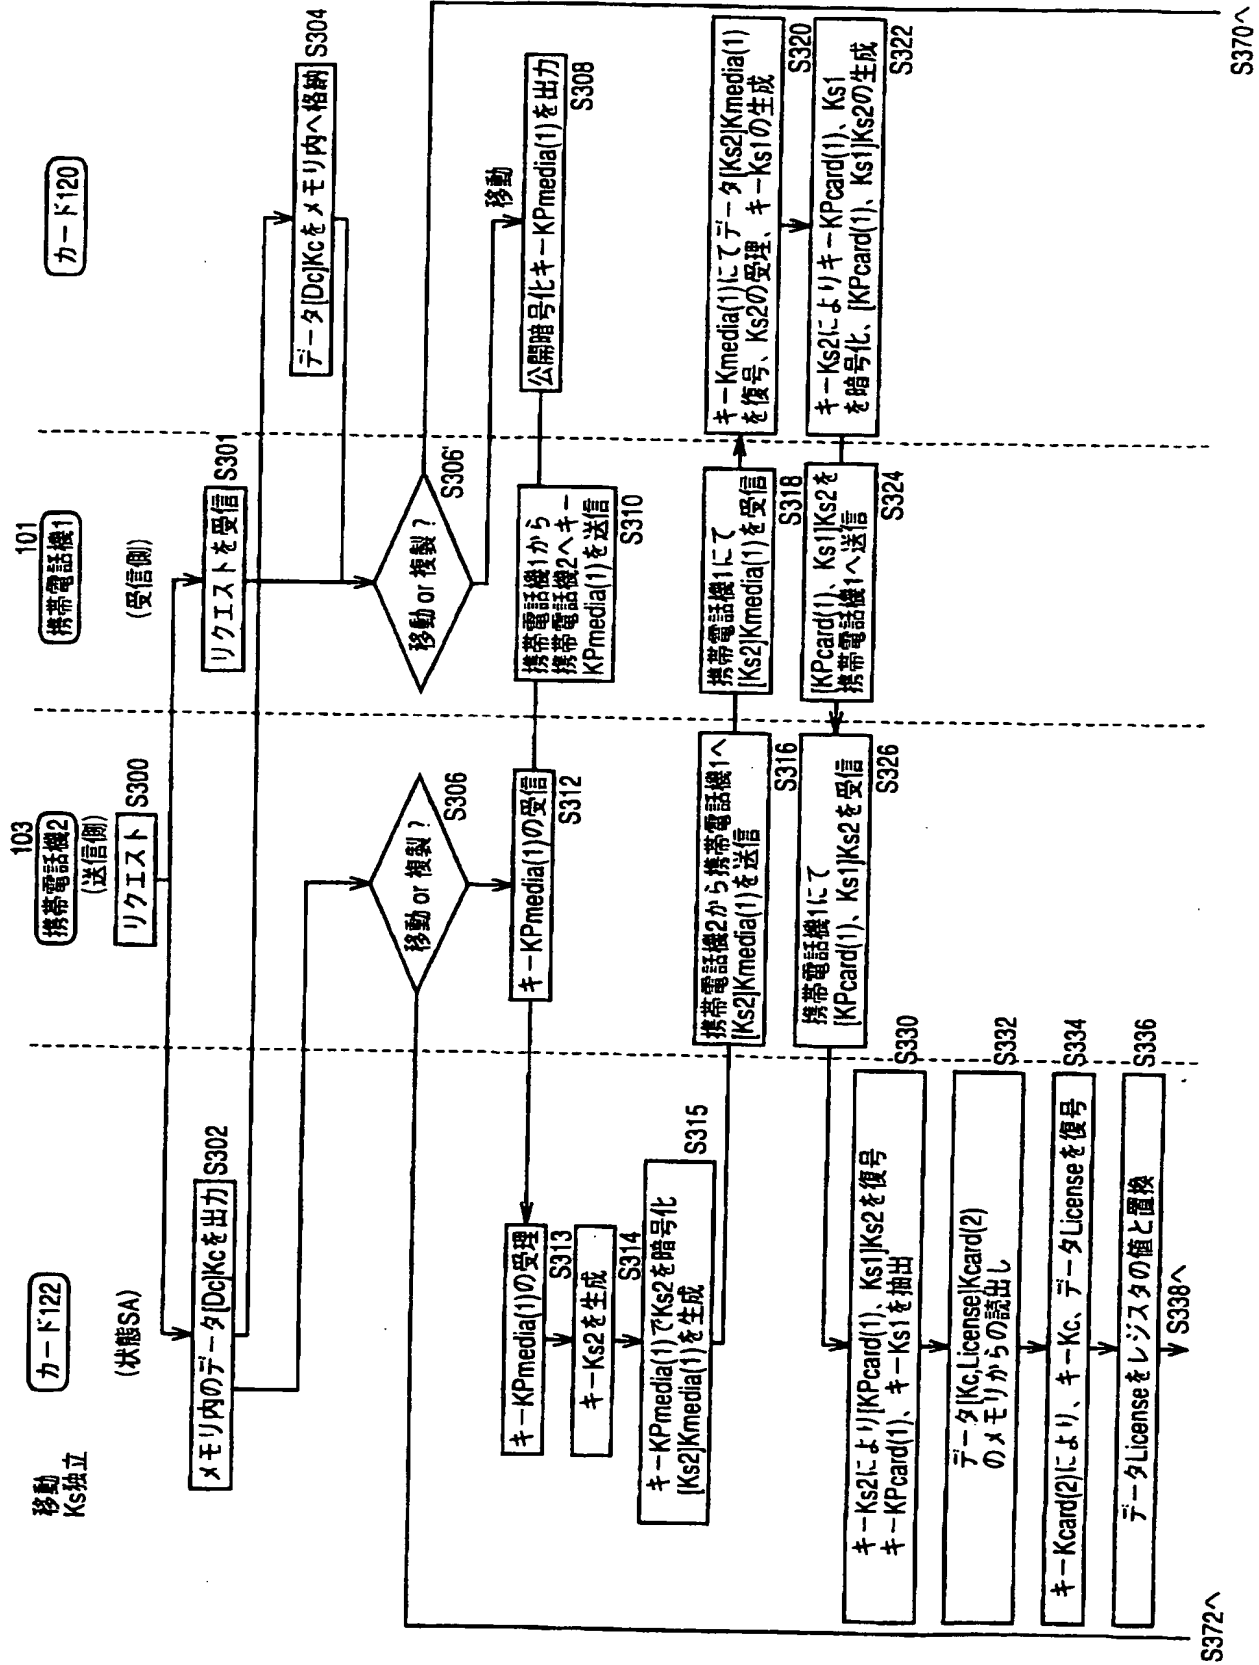 移動
Ks独立
カード122
(状態SA)
103
携帯電話機2
(送信側)
101
携帯電話機1
(受信側)
カード120
リクエスト
S300
リクエストを受信
S301
メモリ内のデータ[Dc]Kcを出力
S302
データ[Dc]Kcをメモリ内へ格納
S304
移動 or 複製 ?
S306
移動 or 複製 ?
S306'
移動
公開暗号化キーKPmedia(1)を出力
S308
携帯電話機1から
携帯電話機2へキー
KPmedia(1)を送信
S310
キーKPmedia(1)の受信
S312
キーKPmedia(1)の受理
S313
キーKs2を生成
S314
キーKPmedia(1)でKs2を暗号化
[Ks2]Kmedia(1)を生成
S315
携帯電話機2から携帯電話機1へ
[Ks2]Kmedia(1)を送信
S316
携帯電話機1にて
[Ks2]Kmedia(1)を受信
S318
キーKmedia(1)にてデータ[Ks2]Kmedia(1)
を復号、Ks2の受理、キーKs1の生成
S320
キーKs2によりキーKPcard(1)、Ks1
を暗号化、[KPcard(1)、Ks1]Ks2の生成
S322
[KPcard(1)、Ks1]Ks2を
携帯電話機1へ送信
S324
携帯電話機1にて
[KPcard(1)、Ks1]Ks2を受信
S326
キーKs2により[KPcard(1)、Ks1]Ks2を復号
キーKPcard(1)、キーKs1を抽出
S330
データ[Kc,License]Kcard(2)
のメモリからの読出し
S332
キーKcard(2)により、キーKc、データLicenseを復号
S334
データLicenseをレジスタの値と置換
S336
S338へ
S372へ
S370へ